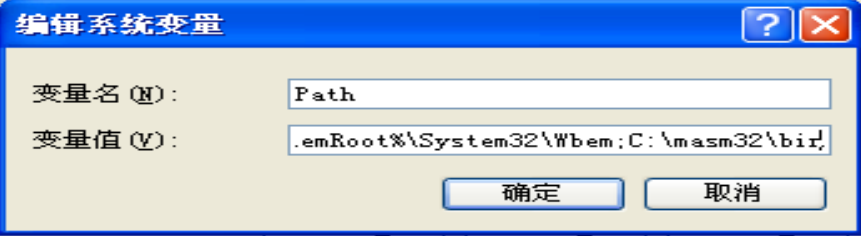 编辑系统变量
变量名(N): Path
变量值(V): .emRoot%\System32\Wbem;C:\masm32\bin
确定 取消